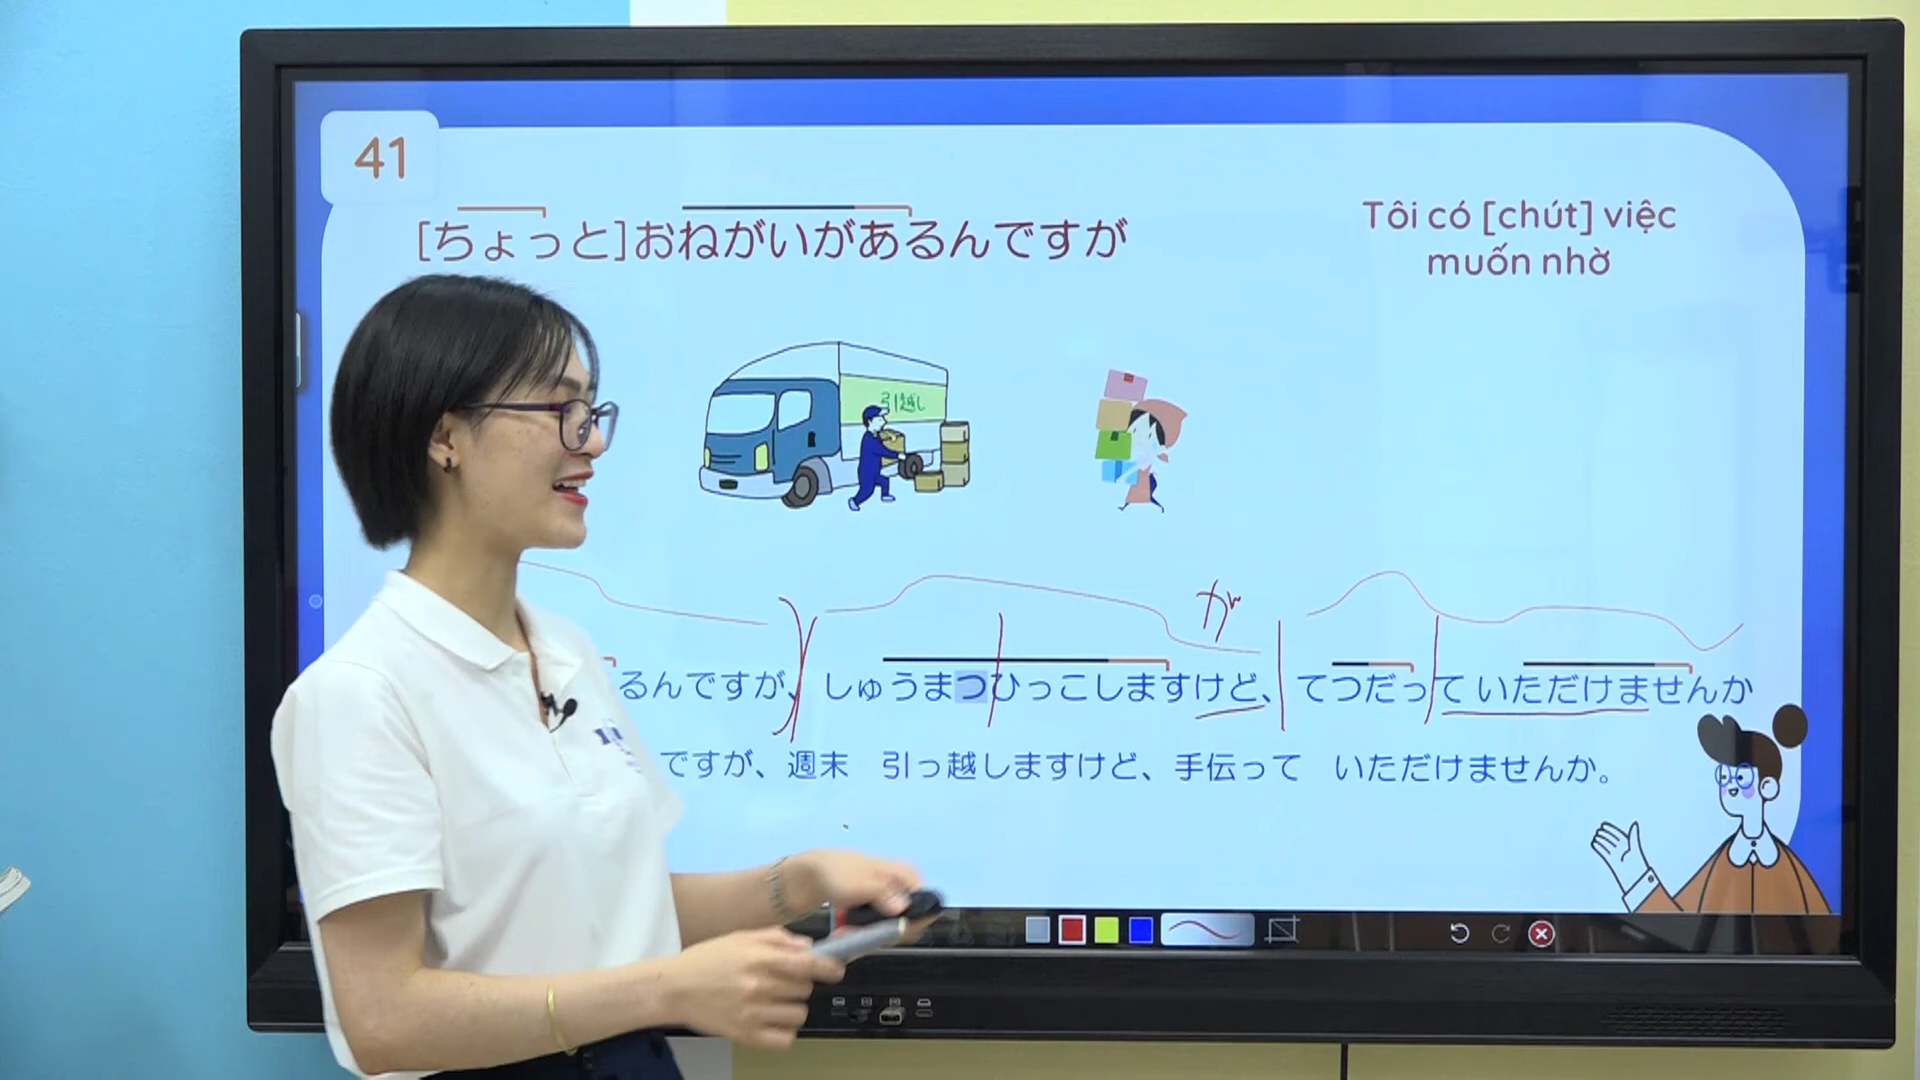 41
[ちょっと]おねがいがあるんですが
Tôi có [chút] việc
muốn nhờ
引越し
が
るんですが、しゅうまつひっこしますけど、てつだって いただけませんか
ですが、週末 引っ越しますけど、手伝って いただけませんか。